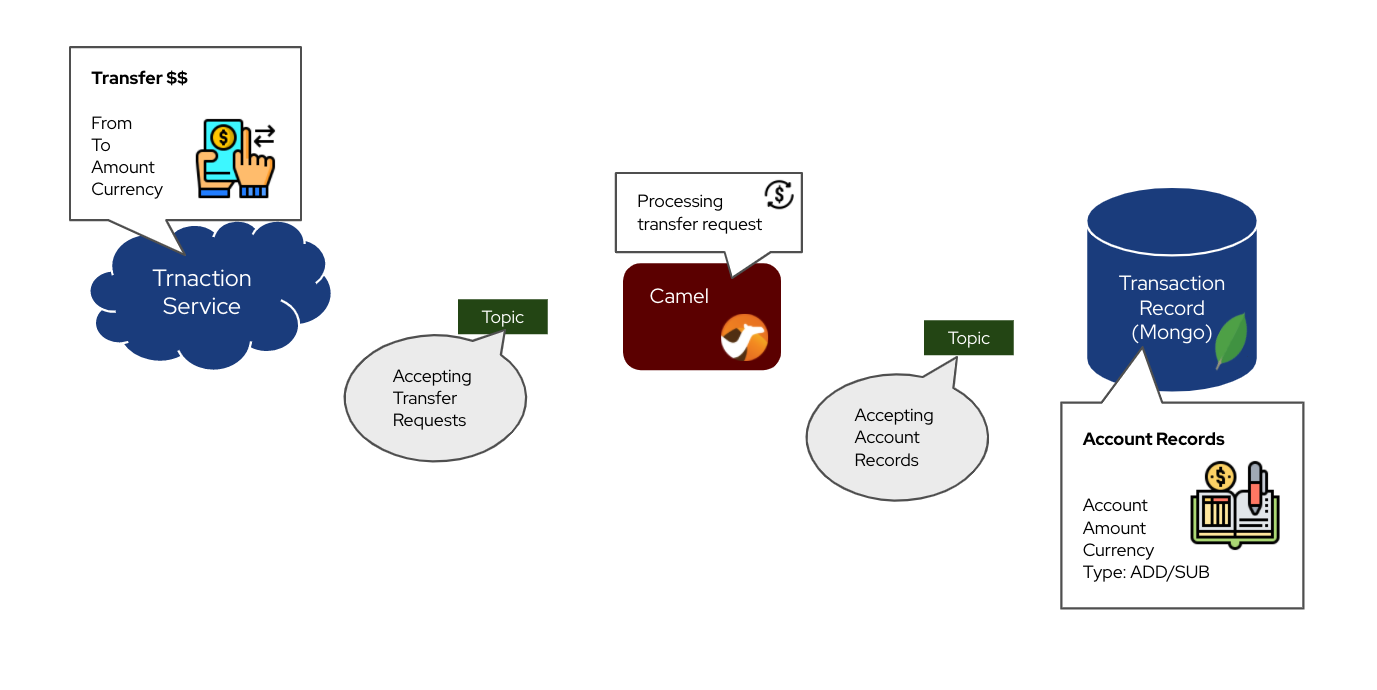 Transfer $$
From
To
Amount
Currency
Trnaction
Service
Topic
Accepting
Transfer
Requests
Processing
transfer request
Camel
Topic
Accepting
Account
Records
Transaction
Record
(Mongo)
Account Records
Account
Amount
Currency
Type: ADD/SUB